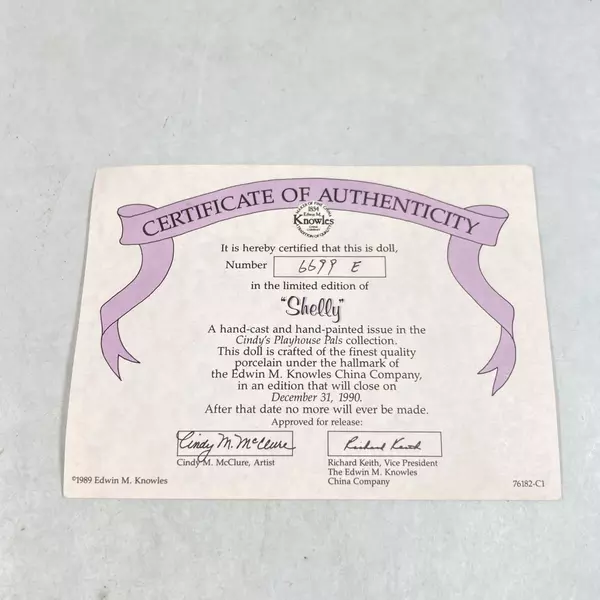 CERTIFICATE OF AUTHENTICITY
1854
Edwin M.
Knowles
It is hereby certified that this is doll,
Number 6699 E
in the limited edition of
"Shelly"
A hand-cast and hand-painted issue in the
Cindy's Playhouse Pals collection.
This doll is crafted of the finest quality
porcelain under the hallmark of
the Edwin M. Knowles China Company,
in an edition that will close on
December 31, 1990.
After that date no more will ever be made.
Approved for release:
Cindy M. McClure Richard Keith
Cindy M. McClure, Artist Richard Keith, Vice President
The Edwin M. Knowles
China Company
©1989 Edwin M. Knowles 76182-C1